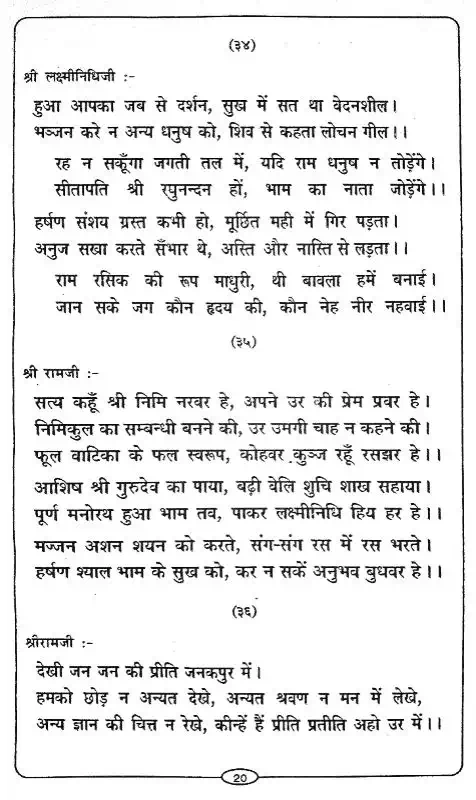 (३४)
श्री लक्ष्मीनिधिजी :-
हुआ आपका जब से दर्शन, सुख में सत था वेदनशील।
भञ्जन करे न अन्य धनुष को, शिव से कहता लोचन गील।।
रह न सकूँगा जगती तल में, यदि राम धनुष न तोड़ेंगे।
सीतापति श्री रघुनन्दन हों, भाम का नाता जोड़ेंगे।।
हर्षण संशय ग्रस्त कभी हो, मूर्छित मही में गिर पड़ता।
अनुज सखा करते सँभार थे, अस्ति और नास्ति से लड़ता।।
राम रसिक की रूप माधुरी, थी बावला हमें बनाई।
जान सके जग कौन हृदय की, कौन नेह नीर नहवाई।।
(३५)
श्री रामजी :-
सत्य कहूँ श्री निमि नरवर हे, अपने उर की प्रेम प्रवर हे।
निमिकुल का सम्बन्धी बनने की, उर उमगी चाह न कहने की।
फूल वाटिका के फल स्वरूप, कोहवर कुञ्ज रहूँ रसझर हे।।
आशिष श्री गुरुदेव का पाया, बढ़ी वेलि शुचि शाख सहाया।
पूर्ण मनोरथ हुआ भाम तव, पाकर लक्ष्मीनिधि हिय हर हे।।
मज्जन अशन शयन को करते, संग-संग रस में रस भरते।
हर्षण श्याल भाम के सुख को, कर न सकें अनुभव बुधवर हे।।
(३६)
श्रीरामजी :-
देखी जन जन की प्रीति जनकपुर में।
हमको छोड़ न अन्यत देखे, अन्यत श्रवण न मन में लेखे,
अन्य ज्ञान की चित्त न रेखे, कीन्हें हैं प्रीति प्रतीति अहो उर में।।
20